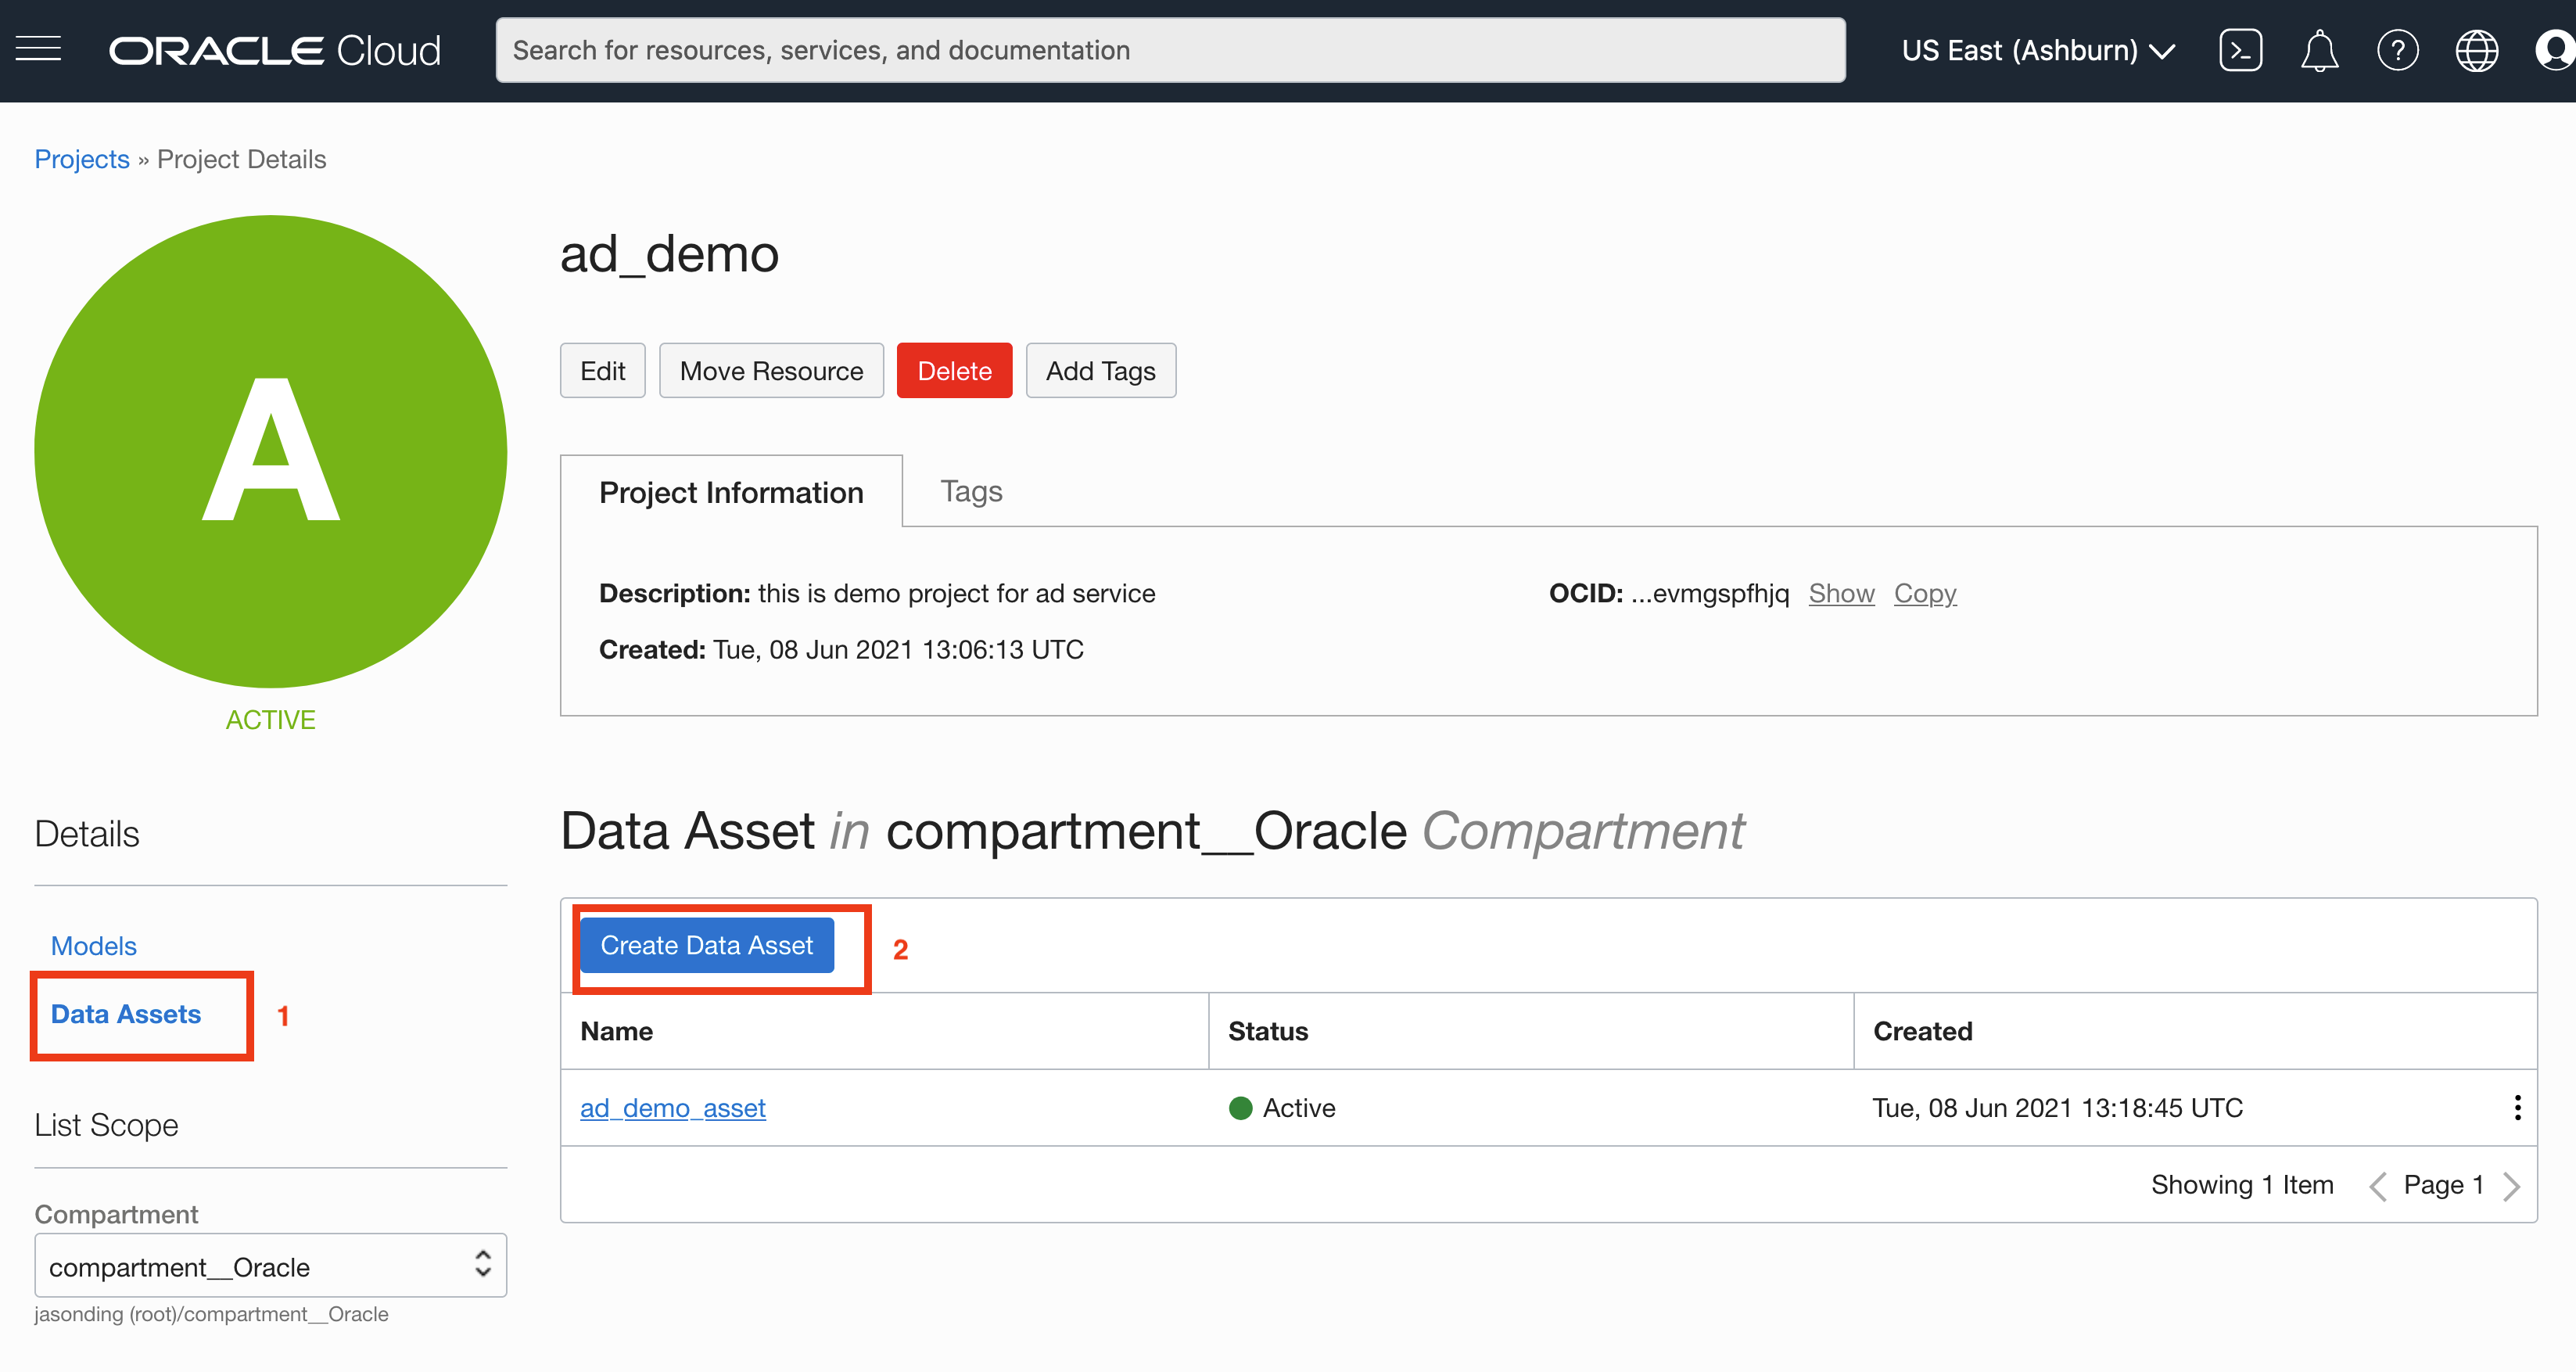 ORACLE Cloud
Search for resources, services, and documentation
US East (Ashburn)
Projects » Project Details
A
ACTIVE
ad_demo
Edit
Move Resource
Delete
Add Tags
Project Information
Tags
Description: this is demo project for ad service
OCID: ...evmgspfhjq Show Copy
Created: Tue, 08 Jun 2021 13:06:13 UTC
Details
Models
Data Assets
1
List Scope
Compartment
compartment__Oracle
jasonding (root)/compartment__Oracle
Data Asset in compartment__Oracle Compartment
Create Data Asset
2
Name Status Created
ad_demo_asset Active Tue, 08 Jun 2021 13:18:45 UTC
Showing 1 Item Page 1